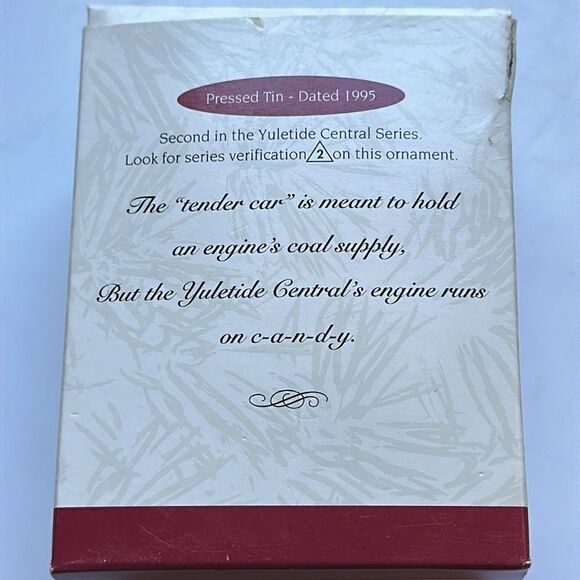 Pressed Tin - Dated 1995
Second in the Yuletide Central Series.
Look for series verification 2 on this ornament.
The "tender car" is meant to hold
an engine's coal supply,
But the Yuletide Central's engine runs
on c-a-n-d-y.